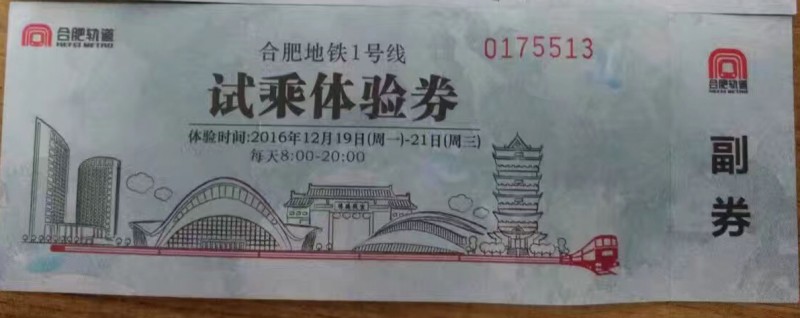 合肥轨道
HEFEI METRO
合肥地铁1号线
0175513
试乘体验券
体验时间:2016年12月19日(周一)-21日(周三)
每天8:00-20:00
合肥轨道
HEFEI METRO
副券